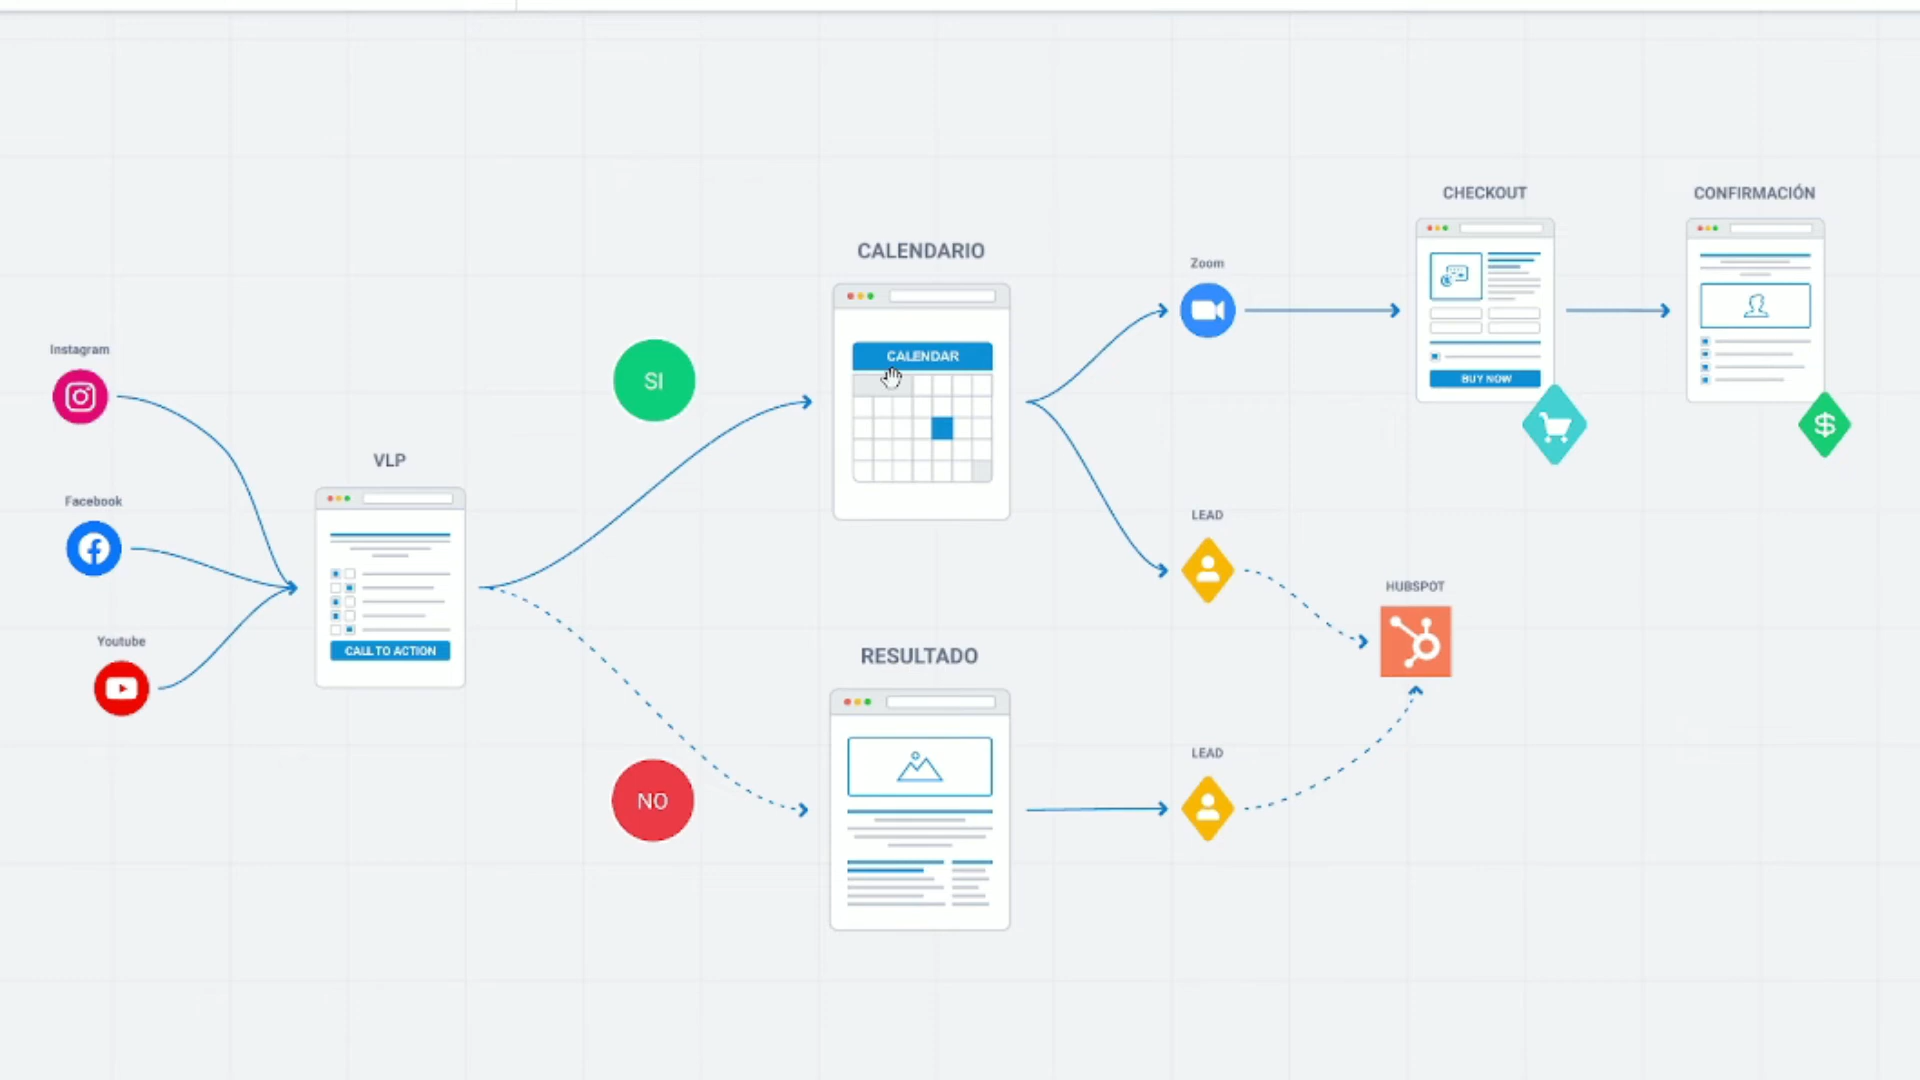 Instagram
Facebook
Youtube
VLP
CALL TO ACTION
SI
NO
CALENDARIO
CALENDAR
RESULTADO
Zoom
LEAD
LEAD
HUBSPOT
CHECKOUT
BUY NOW
CONFIRMACIÓN
$